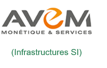 AVEM
MONÉTIQUE & SERVICES
(Infrastructures SI)